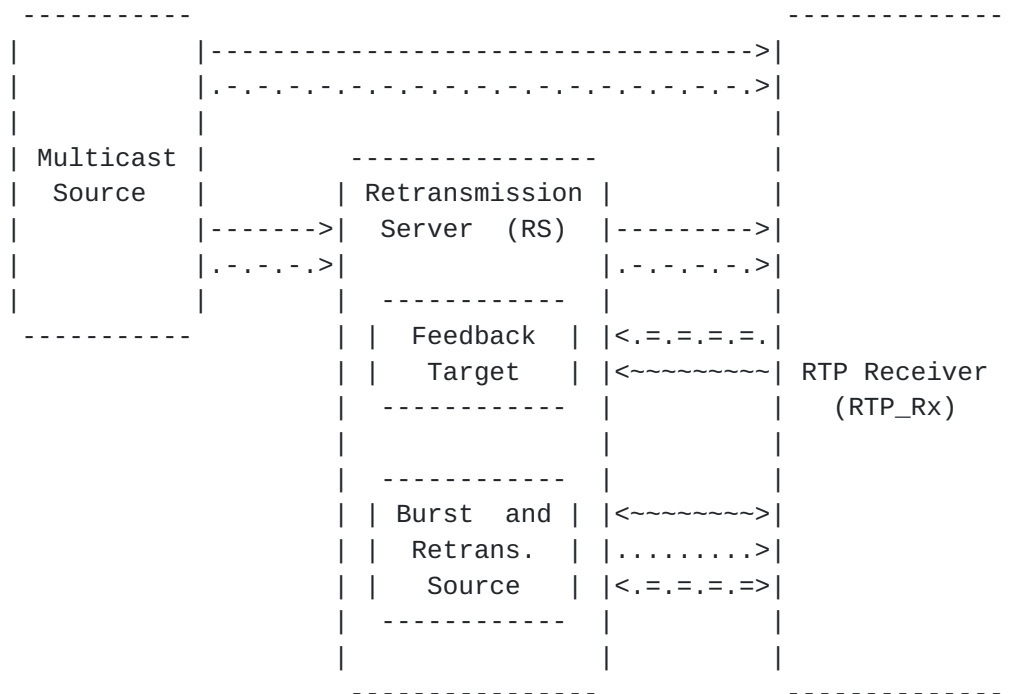 Multicast
Source
Retransmission
Server (RS)
Feedback
Target
RTP Receiver
(RTP_Rx)
Burst and
Retrans.
Source